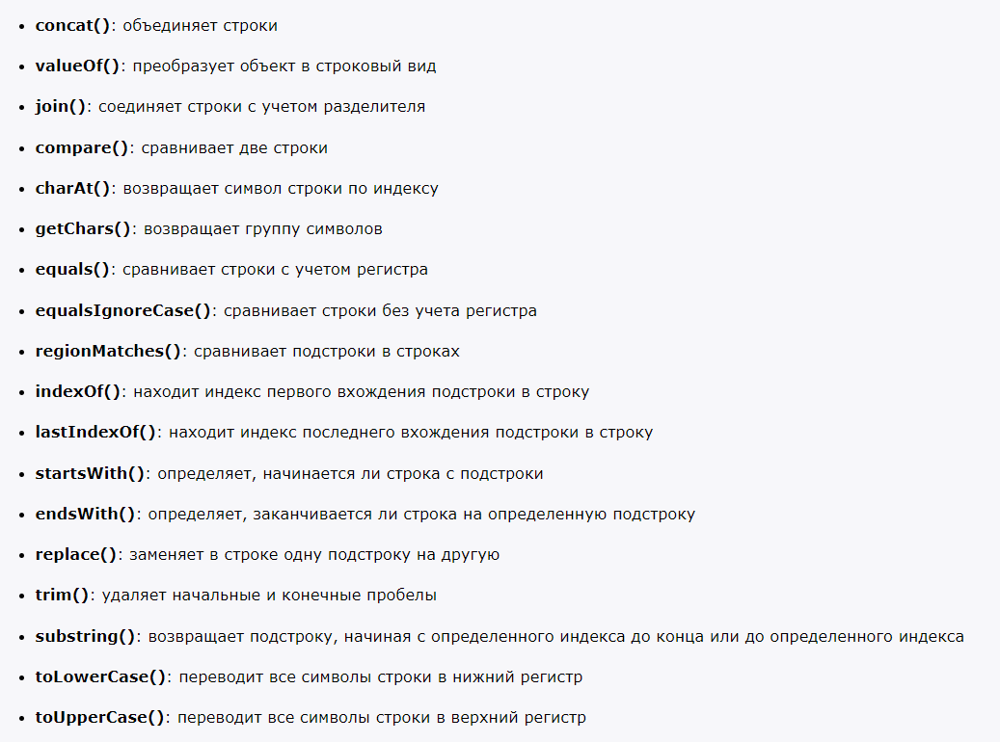 concat(): объединяет строки
valueOf(): преобразует объект в строковый вид
join(): соединяет строки с учетом разделителя
compare(): сравнивает две строки
charAt(): возвращает символ строки по индексу
getChars(): возвращает группу символов
equals(): сравнивает строки с учетом регистра
equalsIgnoreCase(): сравнивает строки без учета регистра
regionMatches(): сравнивает подстроки в строках
indexOf(): находит индекс первого вхождения подстроки в строку
lastIndexOf(): находит индекс последнего вхождения подстроки в строку
startsWith(): определяет, начинается ли строка с подстроки
endsWith(): определяет, заканчивается ли строка на определенную подстроку
replace(): заменяет в строке одну подстроку на другую
trim(): удаляет начальные и конечные пробелы
substring(): возвращает подстроку, начиная с определенного индекса до конца или до определенного индекса
toLowerCase(): переводит все символы строки в нижний регистр
toUpperCase(): переводит все символы строки в верхний регистр